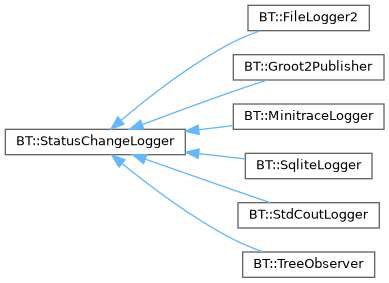 BT::FileLogger2
BT::Groot2Publisher
BT::MinitraceLogger
BT::StatusChangeLogger
BT::SqliteLogger
BT::StdCoutLogger
BT::TreeObserver